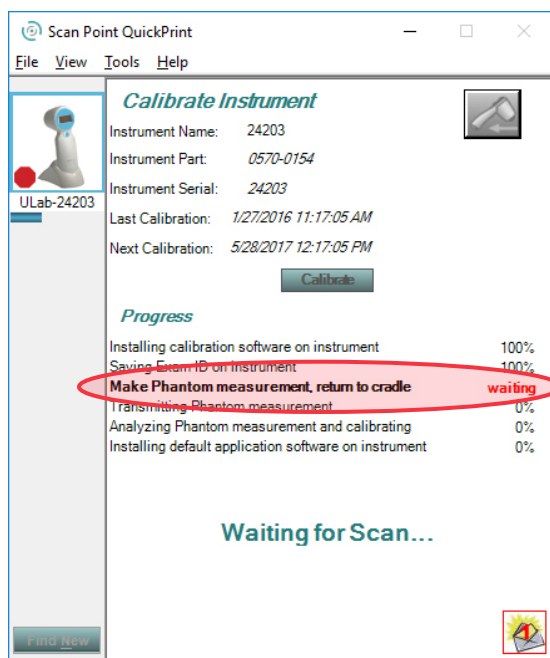 Scan Point QuickPrint
File View Tools Help
ULab-24203
Calibrate Instrument
Instrument Name: 24203
Instrument Part: 0570-0154
Instrument Serial: 24203
Last Calibration: 1/27/2016 11:17:05 AM
Next Calibration: 5/28/2017 12:17:05 PM
Calibrate
Progress
Installing calibration software on instrument 100%
Saving Exam ID on instrument 100%
Make Phantom measurement, return to cradle waiting
Transmitting Phantom measurement 0%
Analyzing Phantom measurement and calibrating 0%
Installing default application software on instrument 0%
Waiting for Scan...
Find New
1